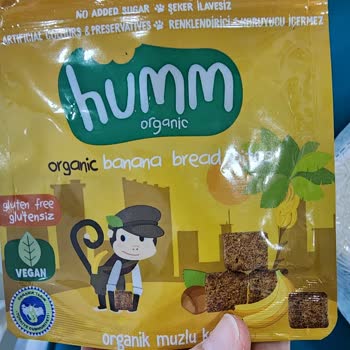 NO ADDED SUGAR • ŞEKER İLAVESİZ
ARTIFICIAL COLOURS & PRESERVATIVES • RENKLENDİRİCİ KORUYUCU İÇERMEZ
humm
organic
organic banana bread
gluten free
glutensiz
VEGAN
organik muzlu